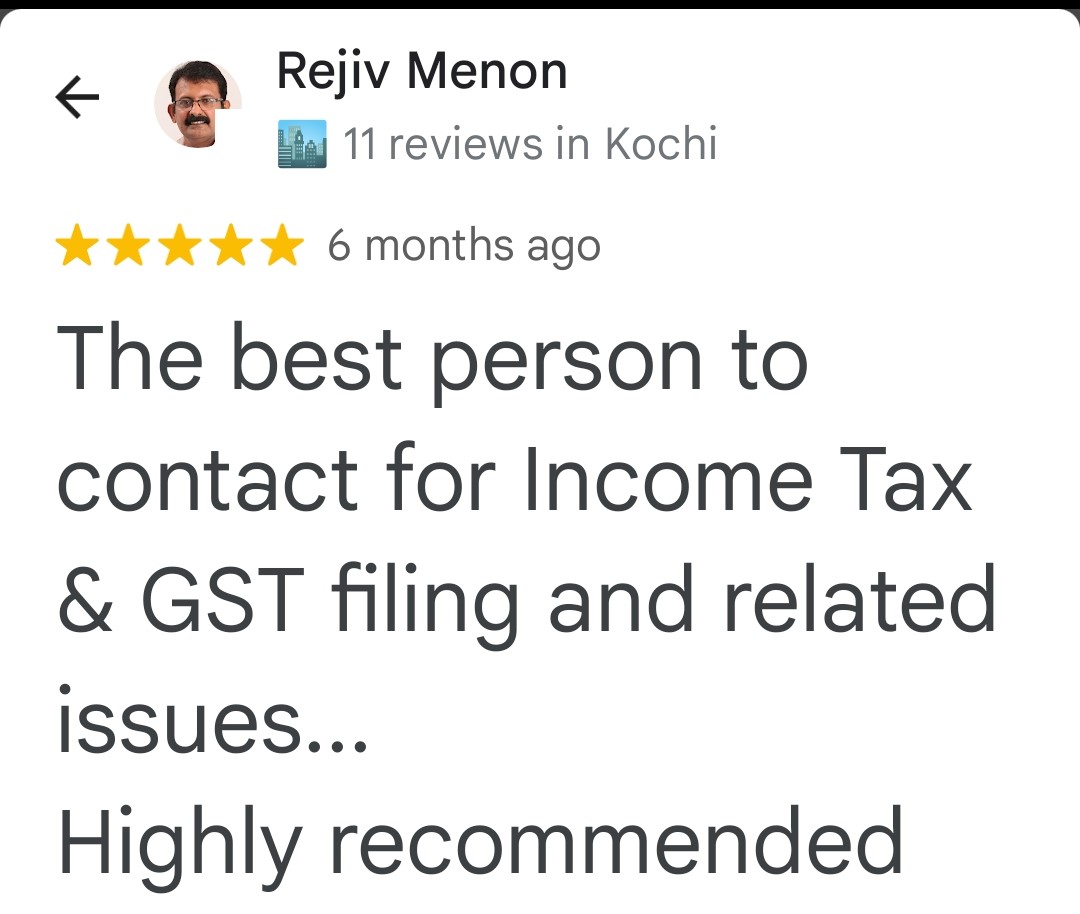 Rejiv Menon
11 reviews in Kochi
6 months ago
The best person to
contact for Income Tax
& GST filing and related
issues...
Highly recommended